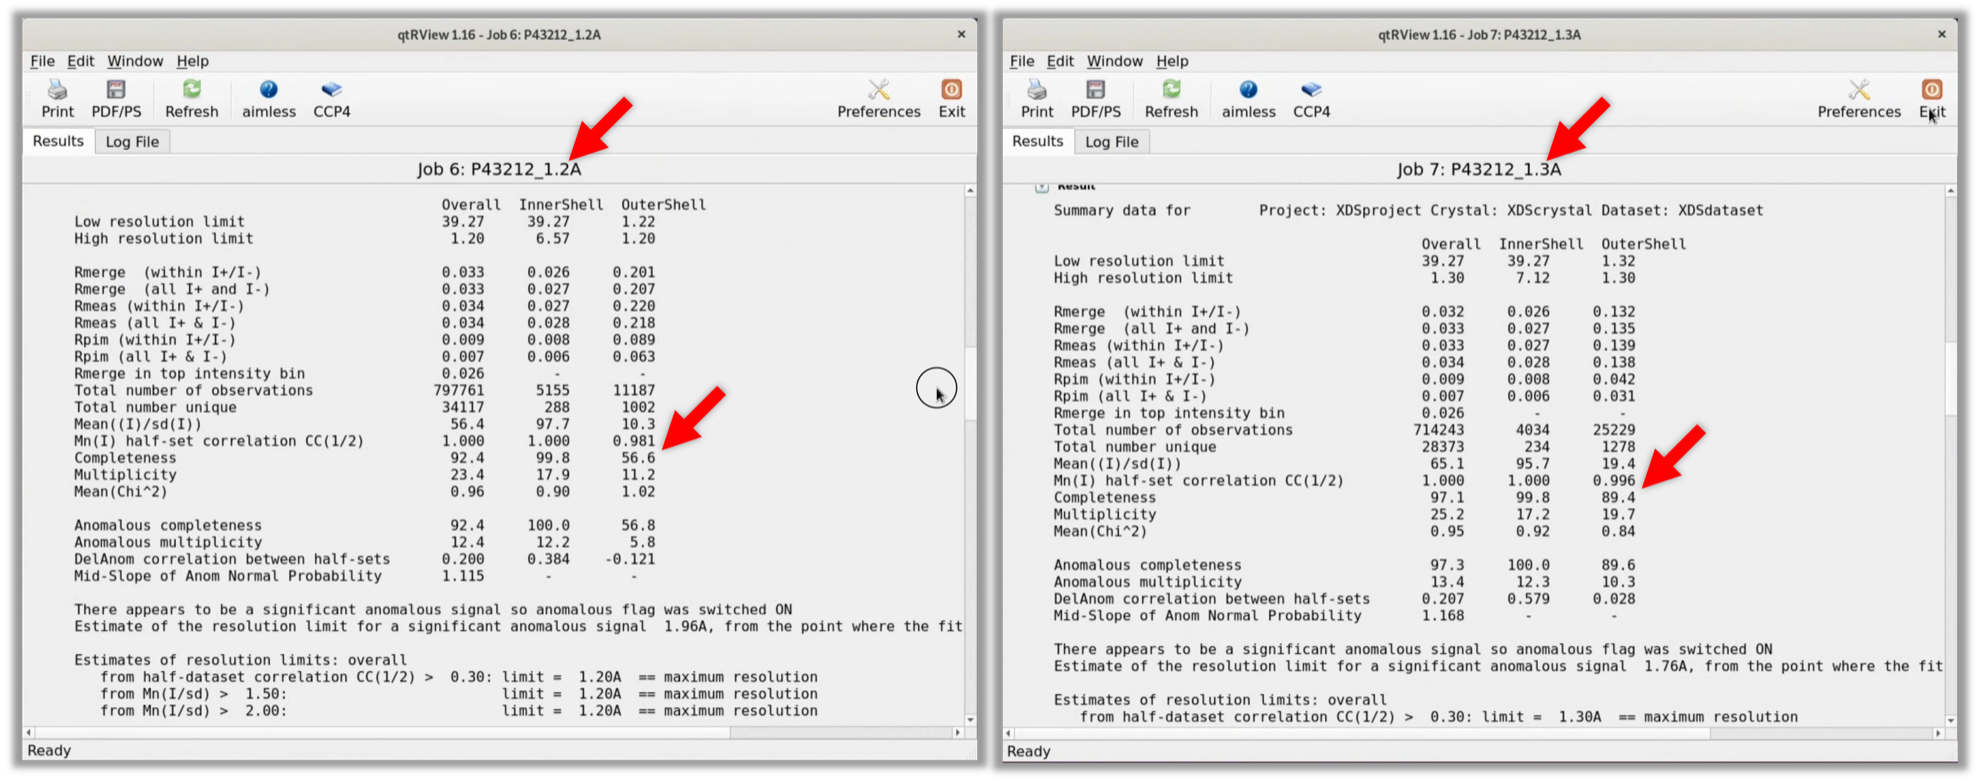 qtRView 1.16 - Job 6: P43212_1.2A
File Edit Window Help
Print PDF/PS Refresh aimless CCP4 Preferences Exit
Results Log File
Job 6: P43212_1.2A
Overall InnerShell OuterShell
Low resolution limit 39.27 39.27 1.22
High resolution limit 1.20 6.57 1.20
Rmerge (within I+/I-) 0.033 0.026 0.201
Rmerge (all I+ and I-) 0.033 0.027 0.207
Rmeas (within I+/I-) 0.034 0.027 0.220
Rmeas (all I+ & I-) 0.034 0.028 0.218
Rpim (within I+/I-) 0.009 0.008 0.089
Rpim (all I+ & I-) 0.007 0.006 0.063
Rmerge in top intensity bin 0.026 - -
Total number of observations 797761 5155 11187
Total number unique 34117 288 1002
Mean((I)/sd(I)) 56.4 97.7 10.3
Mn(I) half-set correlation CC(1/2) 1.000 1.000 0.981
Completeness 92.4 99.8 56.6
Multiplicity 23.4 17.9 11.2
Mean(Chi^2) 0.96 0.90 1.02
Anomalous completeness 92.4 100.0 56.8
Anomalous multiplicity 12.4 12.2 5.8
DelAnom correlation between half-sets 0.200 0.384 -0.121
Mid-Slope of Anom Normal Probability 1.115 - -
There appears to be a significant anomalous signal so anomalous flag was switched ON
Estimate of the resolution limit for a significant anomalous signal 1.96A, from the point where the fit
Estimates of resolution limits: overall
from half-dataset correlation CC(1/2) > 0.30: limit = 1.20A == maximum resolution
from Mn(I/sd) > 1.50: limit = 1.20A == maximum resolution
from Mn(I/sd) > 2.00: limit = 1.20A == maximum resolution
Ready
qtRView 1.16 - Job 7: P43212_1.3A
File Edit Window Help
Print PDF/PS Refresh aimless CCP4 Preferences Exit
Results Log File
Job 7: P43212_1.3A
Result
Summary data for Project: XDSproject Crystal: XDScrystal Dataset: XDSdataset
Overall InnerShell OuterShell
Low resolution limit 39.27 39.27 1.32
High resolution limit 1.30 7.12 1.30
Rmerge (within I+/I-) 0.032 0.026 0.132
Rmerge (all I+ and I-) 0.033 0.027 0.135
Rmeas (within I+/I-) 0.033 0.027 0.139
Rmeas (all I+ & I-) 0.034 0.028 0.138
Rpim (within I+/I-) 0.009 0.008 0.042
Rpim (all I+ & I-) 0.007 0.006 0.031
Rmerge in top intensity bin 0.026 - -
Total number of observations 714243 4034 25229
Total number unique 28373 234 1278
Mean((I)/sd(I)) 65.1 95.7 19.4
Mn(I) half-set correlation CC(1/2) 1.000 1.000 0.996
Completeness 97.1 99.8 89.4
Multiplicity 25.2 17.2 19.7
Mean(Chi^2) 0.95 0.92 0.84
Anomalous completeness 97.3 100.0 89.6
Anomalous multiplicity 13.4 12.3 10.3
DelAnom correlation between half-sets 0.207 0.579 0.028
Mid-Slope of Anom Normal Probability 1.168 - -
There appears to be a significant anomalous signal so anomalous flag was switched ON
Estimate of the resolution limit for a significant anomalous signal 1.76A, from the point where the fit
Estimates of resolution limits: overall
from half-dataset correlation CC(1/2) > 0.30: limit = 1.30A == maximum resolution
Ready